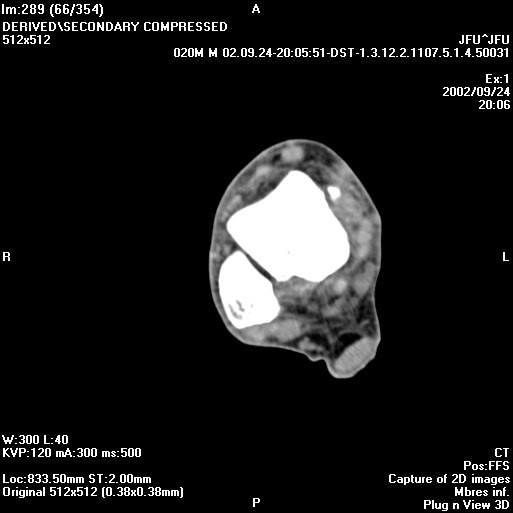 Im:289 (66/354)
A
DERIVED\SECONDARY COMPRESSED
512x512
JFU^JFU
020M M 02.09.24-20:05:51-DST-1.3.12.2.1107.5.1.4.50031
Ex:1
2002/09/24
20:06
R
L
W:300 L:40
KVP:120 mA:300 ms:500
CT
Pos:FFS
Loc:833.50mm ST:2.00mm
Capture of 2D images
Original 512x512 (0.38x0.38mm)
Mbres inf.
P
Plug n View 3D